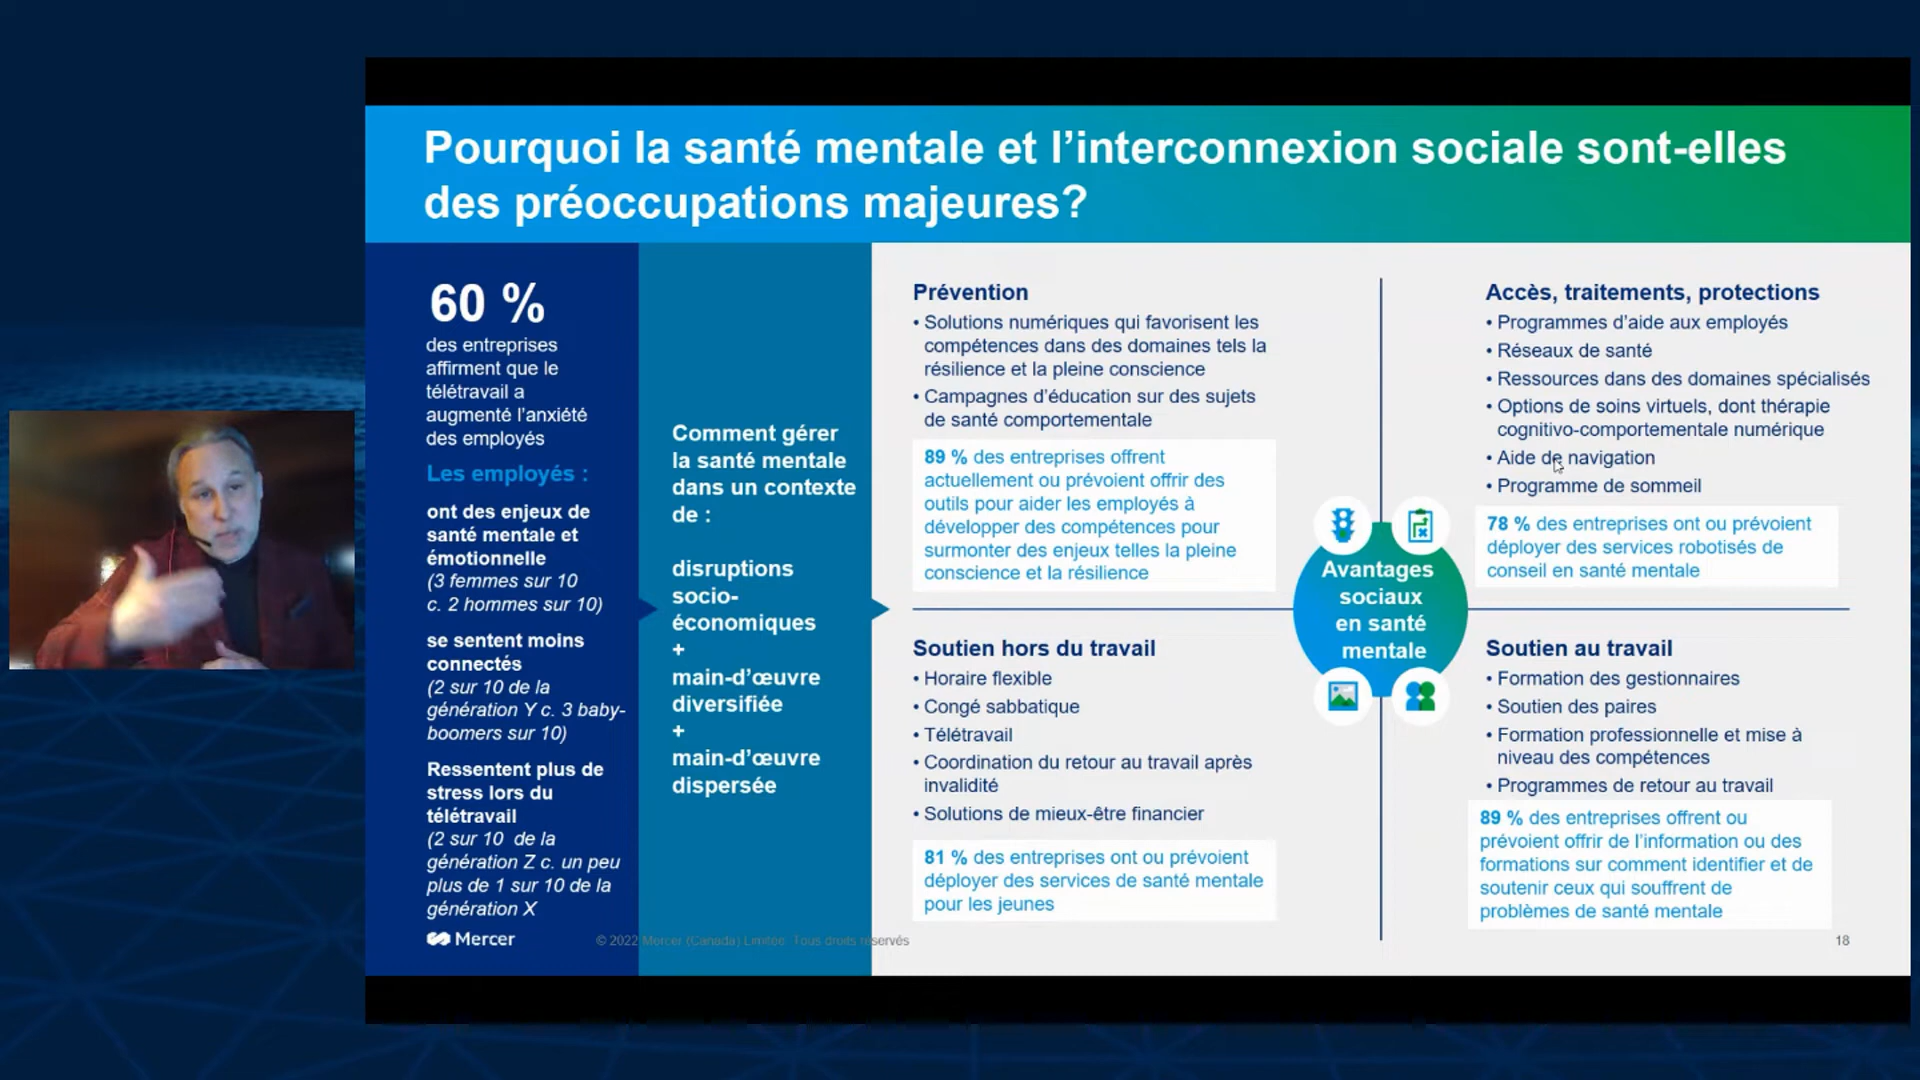 Pourquoi la santé mentale et l’interconnexion sociale sont-elles
des préoccupations majeures?
60 %
des entreprises
affirment que le
télétravail a
augmenté l’anxiété
des employés
Les employés :
ont des enjeux de
santé mentale et
émotionnelle
(3 femmes sur 10
c. 2 hommes sur 10)
se sentent moins
connectés
(2 sur 10 de la
génération Y c. 3 baby-
boomers sur 10)
Ressentent plus de
stress lors du
télétravail
(2 sur 10 de la
génération Z c. un peu
plus de 1 sur 10 de la
génération X
Comment gérer
la santé mentale
dans un contexte
de :
disruptions
socio-
économiques
+
main-d’œuvre
diversifiée
+
main-d’œuvre
dispersée
Prévention
• Solutions numériques qui favorisent les
compétences dans des domaines tels la
résilience et la pleine conscience
• Campagnes d’éducation sur des sujets
de santé comportementale
89 % des entreprises offrent
actuellement ou prévoient offrir des
outils pour aider les employés à
développer des compétences pour
surmonter des enjeux telles la pleine
conscience et la résilience
Accès, traitements, protections
• Programmes d’aide aux employés
• Réseaux de santé
• Ressources dans des domaines spécialisés
• Options de soins virtuels, dont thérapie
cognitivo-comportementale numérique
• Aide de navigation
• Programme de sommeil
78 % des entreprises ont ou prévoient
déployer des services robotisés de
conseil en santé mentale
Avantages
sociaux
en santé
mentale
Soutien hors du travail
• Horaire flexible
• Congé sabbatique
• Télétravail
• Coordination du retour au travail après
invalidité
• Solutions de mieux-être financier
81 % des entreprises ont ou prévoient
déployer des services de santé mentale
pour les jeunes
Soutien au travail
• Formation des gestionnaires
• Soutien des paires
• Formation professionnelle et mise à
niveau des compétences
• Programmes de retour au travail
89 % des entreprises offrent ou
prévoient offrir de l’information ou des
formations sur comment identifier et de
soutenir ceux qui souffrent de
problèmes de santé mentale
Mercer
© 2022 Mercer (Canada) Limitée. Tous droits réservés
18